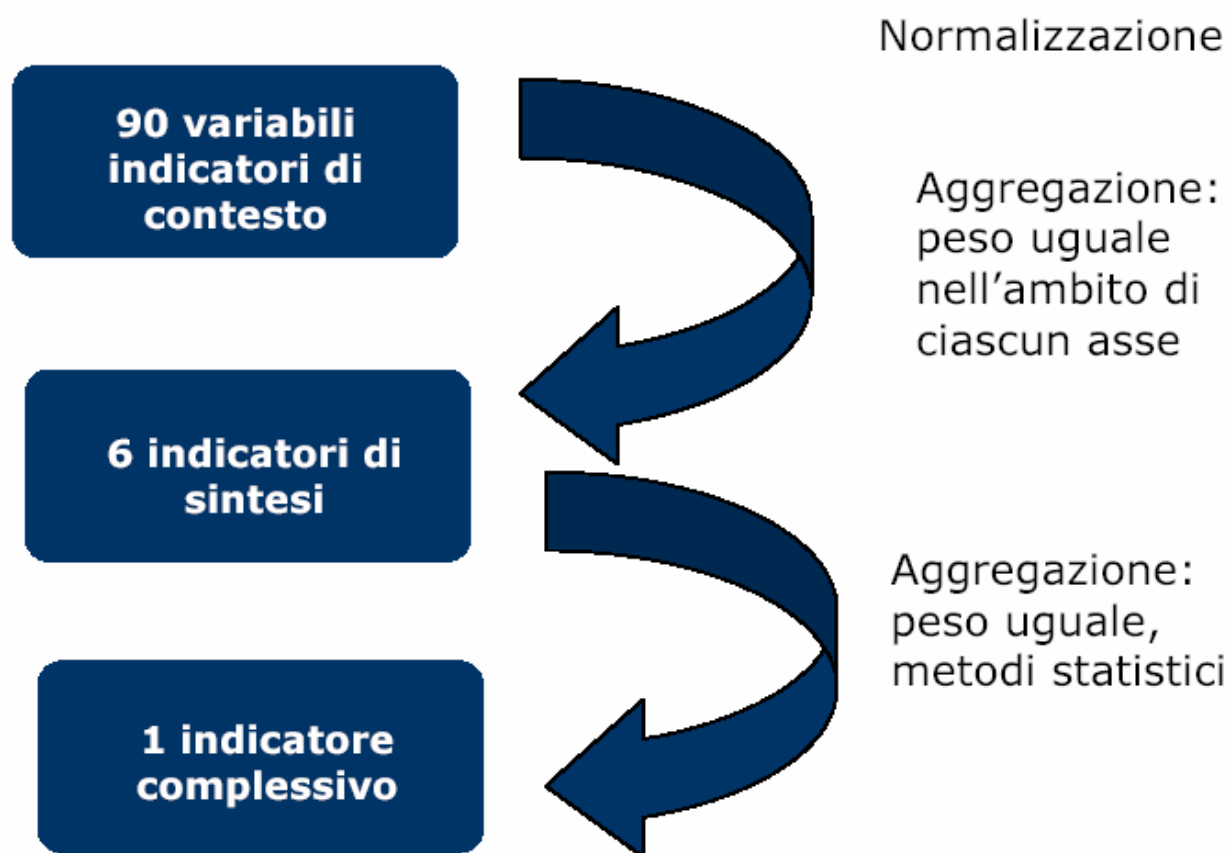 Normalizzazione
90 variabili
indicatori di
contesto
Aggregazione:
peso uguale
nell'ambito di
ciascun asse
6 indicatori di
sintesi
Aggregazione:
peso uguale,
metodi statistici
1 indicatore
complessivo